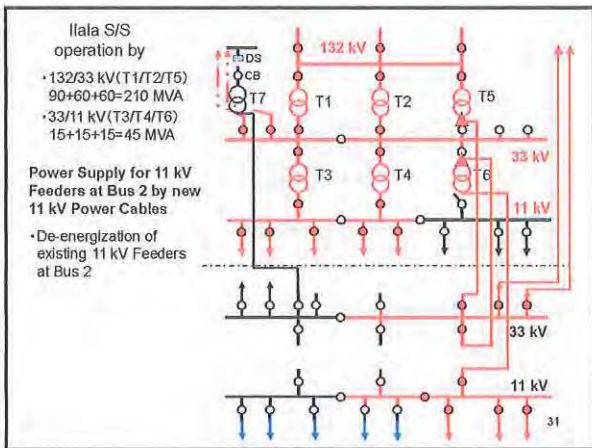 Ilala S/S
operation by
•132/33 kV(T1/T2/T5)
90+60+60=210 MVA
•33/11 kV(T3/T4/T6)
15+15+15=45 MVA
Power Supply for 11 kV
Feeders at Bus 2 by new
11 kV Power Cables
•De-energization of
existing 11 kV Feeders
at Bus 2
DS
CB
T7
132 kV
T1
T2
T5
33 kV
T3
T4
T6
11 kV
33 kV
11 kV
31